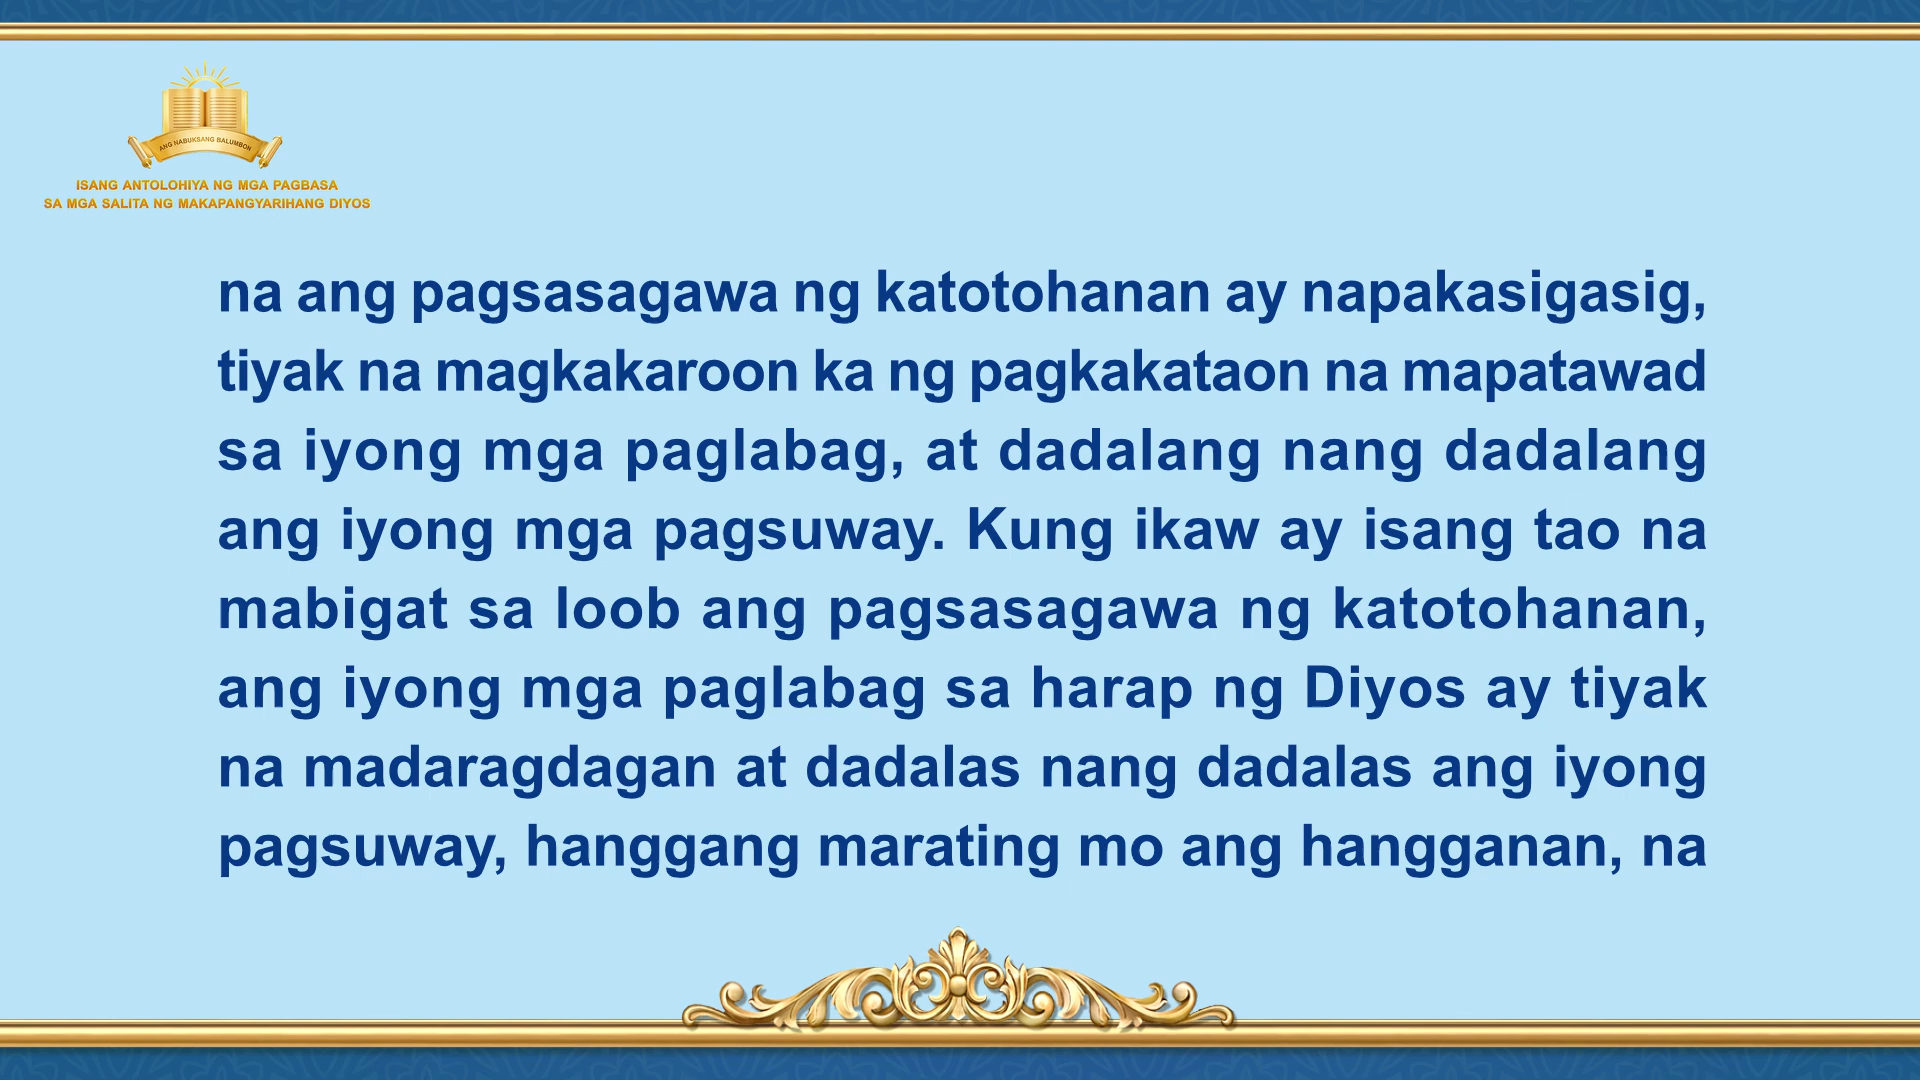 ANG NABUKSANG BALUMBON
ISANG ANTOLOHIYA NG MGA PAGBASA
SA MGA SALITA NG MAKAPANGYARIHANG DIYOS
na ang pagsasagawa ng katotohanan ay napakasigasig,
tiyak na magkakaroon ka ng pagkakataon na mapatawad
sa iyong mga paglabag, at dadalang nang dadalang
ang iyong mga pagsuway. Kung ikaw ay isang tao na
mabigat sa loob ang pagsasagawa ng katotohanan,
ang iyong mga paglabag sa harap ng Diyos ay tiyak
na madaragdagan at dadalas nang dadalas ang iyong
pagsuway, hanggang marating mo ang hangganan, na